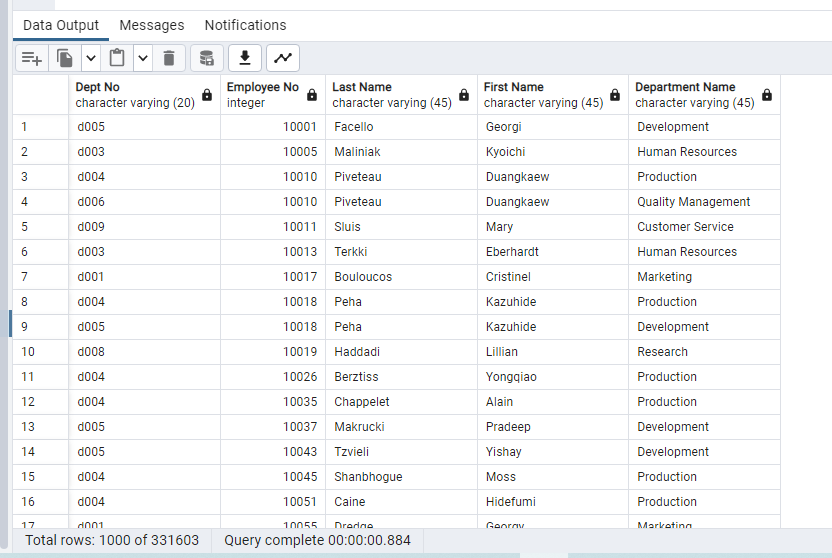 Data Output Messages Notifications
Dept No Employee No Last Name First Name Department Name
character varying (20) integer character varying (45) character varying (45) character varying (45)
1 d005 10001 Facello Georgi Development
2 d003 10005 Maliniak Kyoichi Human Resources
3 d004 10010 Piveteau Duangkaew Production
4 d006 10010 Piveteau Duangkaew Quality Management
5 d009 10011 Sluis Mary Customer Service
6 d003 10013 Terkki Eberhardt Human Resources
7 d001 10017 Bouloucos Cristinel Marketing
8 d004 10018 Peha Kazuhide Production
9 d005 10018 Peha Kazuhide Development
10 d008 10019 Haddadi Lillian Research
11 d004 10026 Berztiss Yongqiao Production
12 d004 10035 Chappelet Alain Production
13 d005 10037 Makrucki Pradeep Development
14 d005 10043 Tzvieli Yishay Development
15 d004 10045 Shanbhogue Moss Production
16 d004 10051 Caine Hidefumi Production
17 d001 10055 Dredge Georgy Marketing
Total rows: 1000 of 331603 Query complete 00:00:00.884